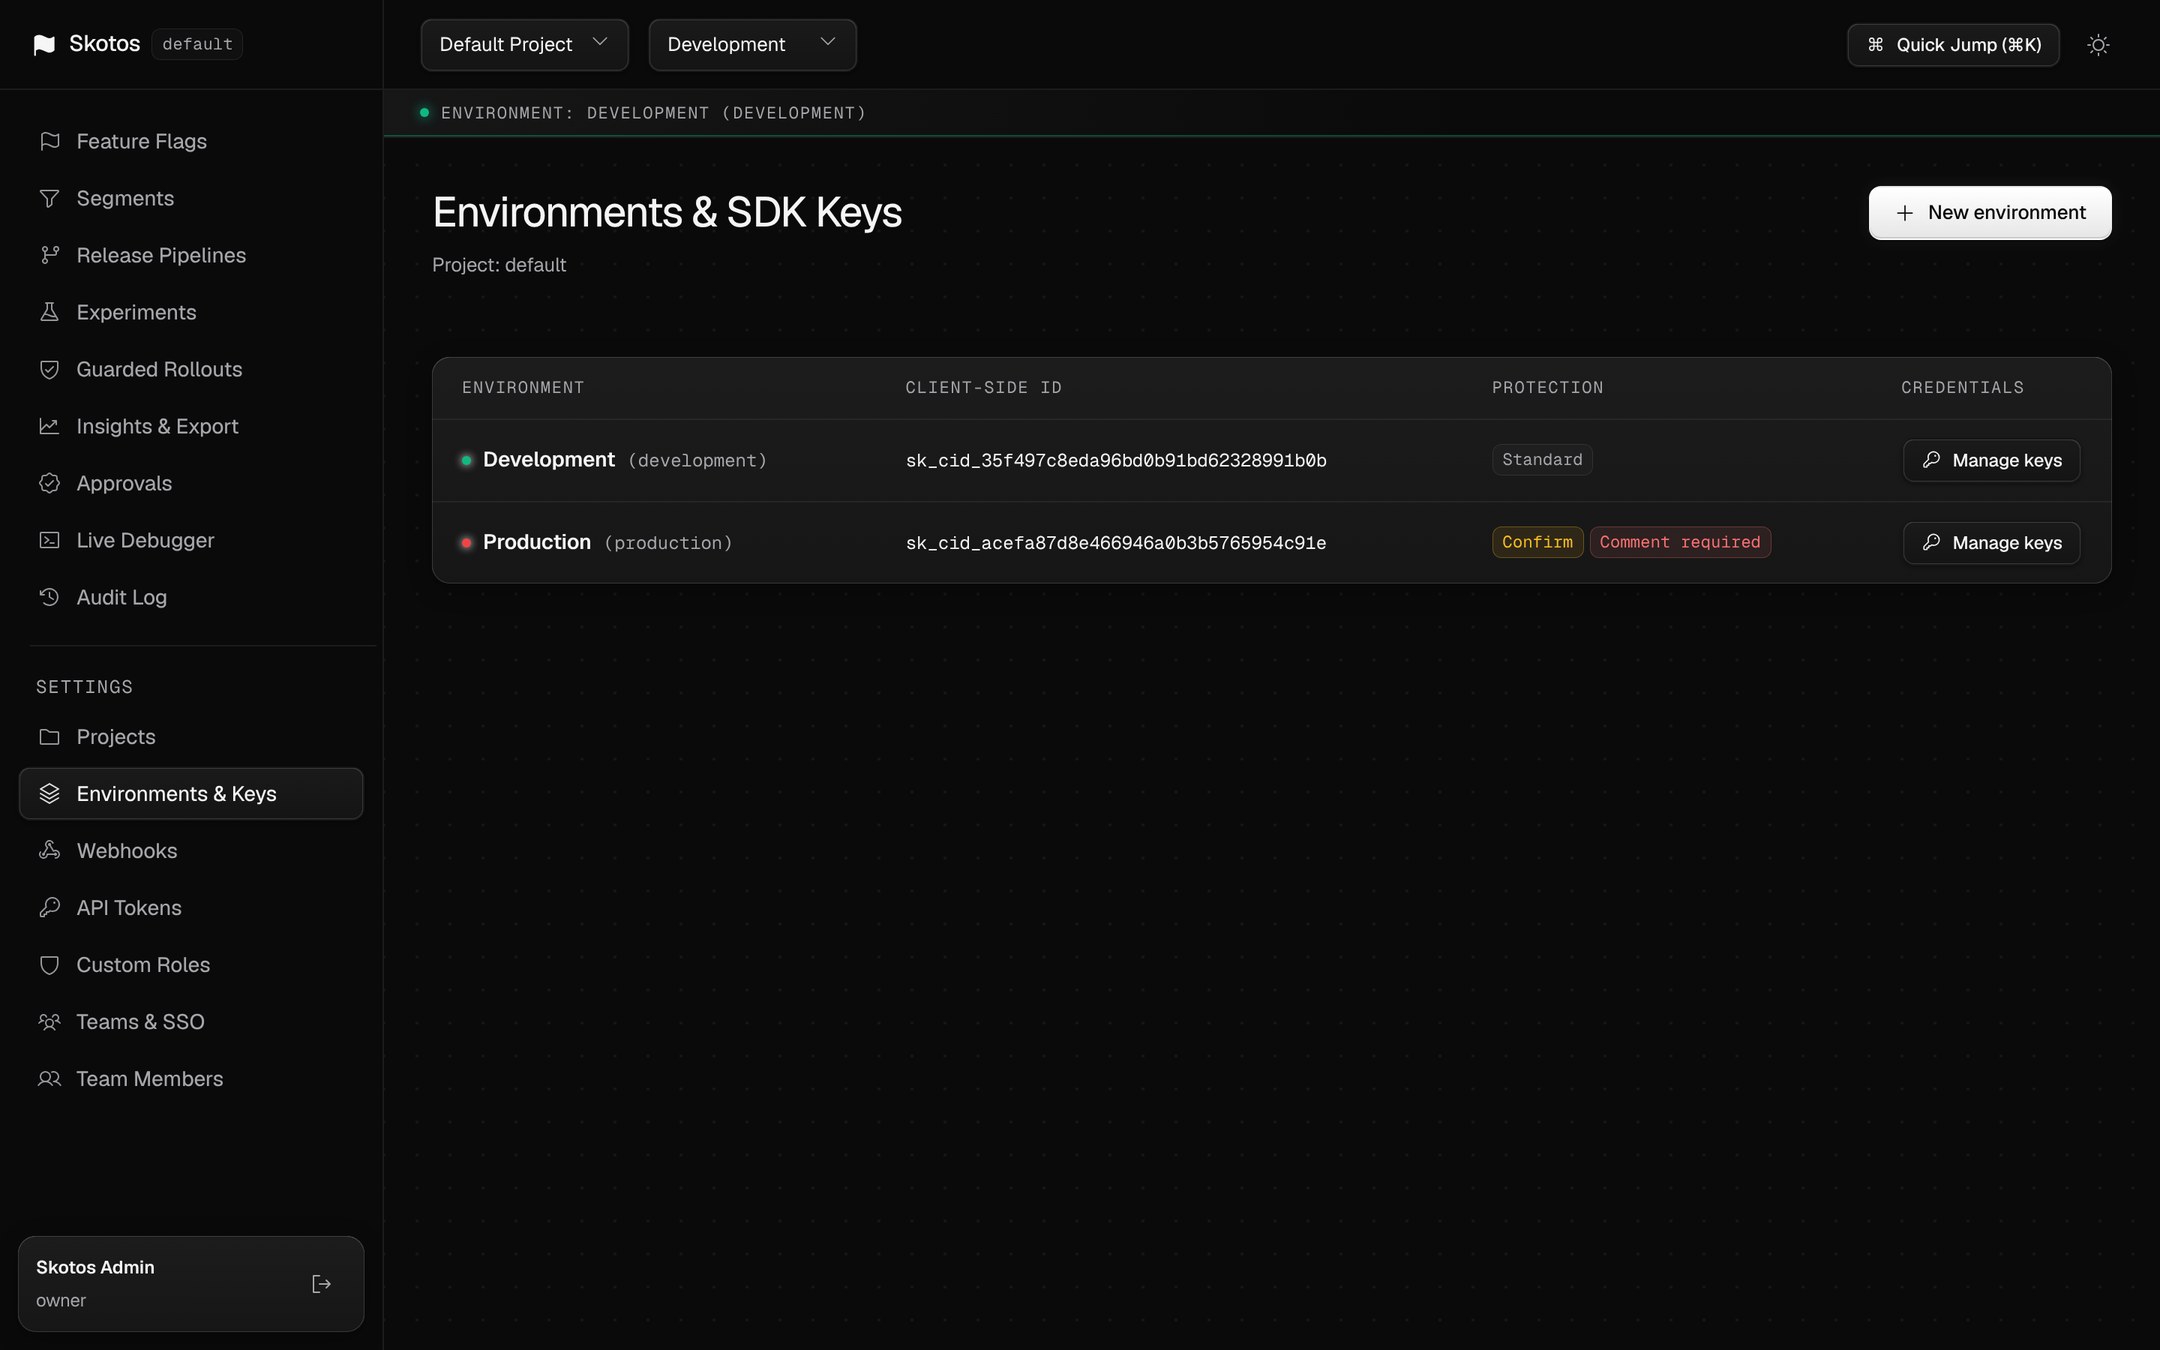 Skotos default
Default Project
Development
⌘ Quick Jump (⌘K)
ENVIRONMENT: DEVELOPMENT (DEVELOPMENT)
Feature Flags
Segments
Release Pipelines
Experiments
Guarded Rollouts
Insights & Export
Approvals
Live Debugger
Audit Log
SETTINGS
Projects
Environments & Keys
Webhooks
API Tokens
Custom Roles
Teams & SSO
Team Members
Skotos Admin
owner
Environments & SDK Keys
New environment
Project: default
ENVIRONMENT CLIENT-SIDE ID PROTECTION CREDENTIALS
Development (development) sk_cid_35f497c8eda96bd0b91bd62328991b0b Standard Manage keys
Production (production) sk_cid_acefa87d8e466946a0b3b5765954c91e Confirm Comment required Manage keys